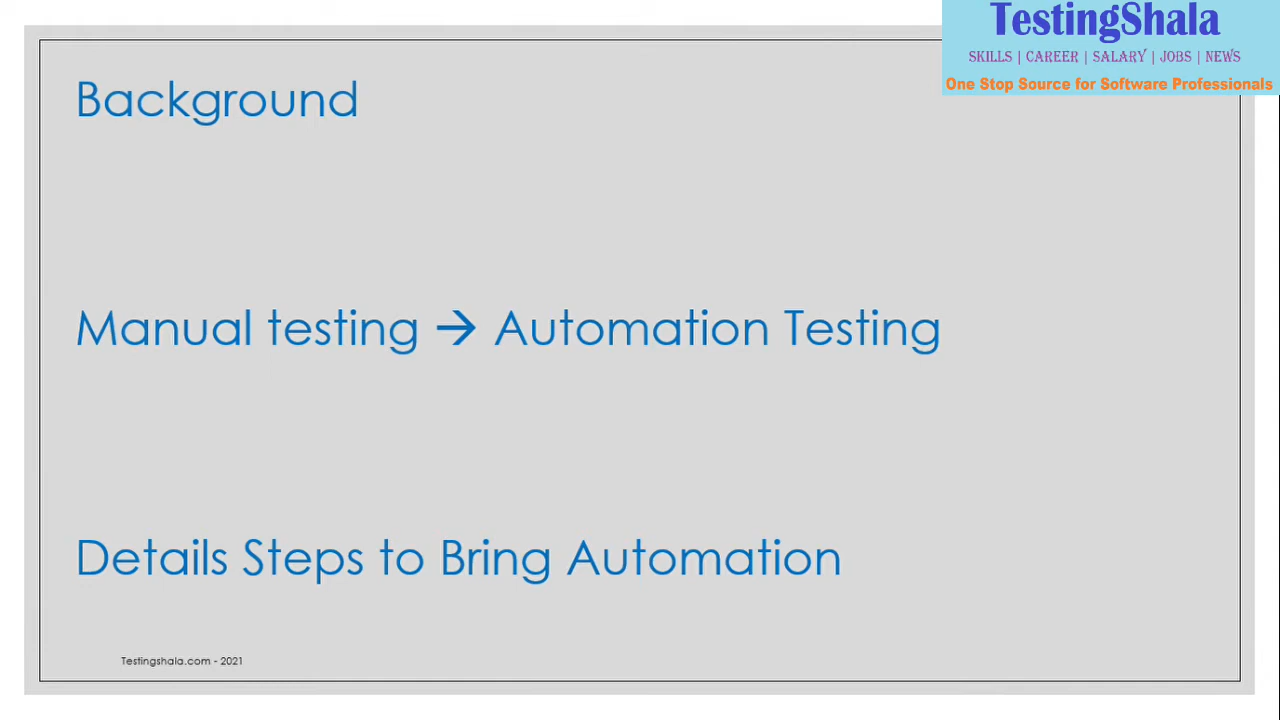 TestingShala
SKILLS | CAREER | SALARY | JOBS | NEWS
One Stop Source for Software Professionals
Background
Manual testing → Automation Testing
Details Steps to Bring Automation
Testingshala.com - 2021